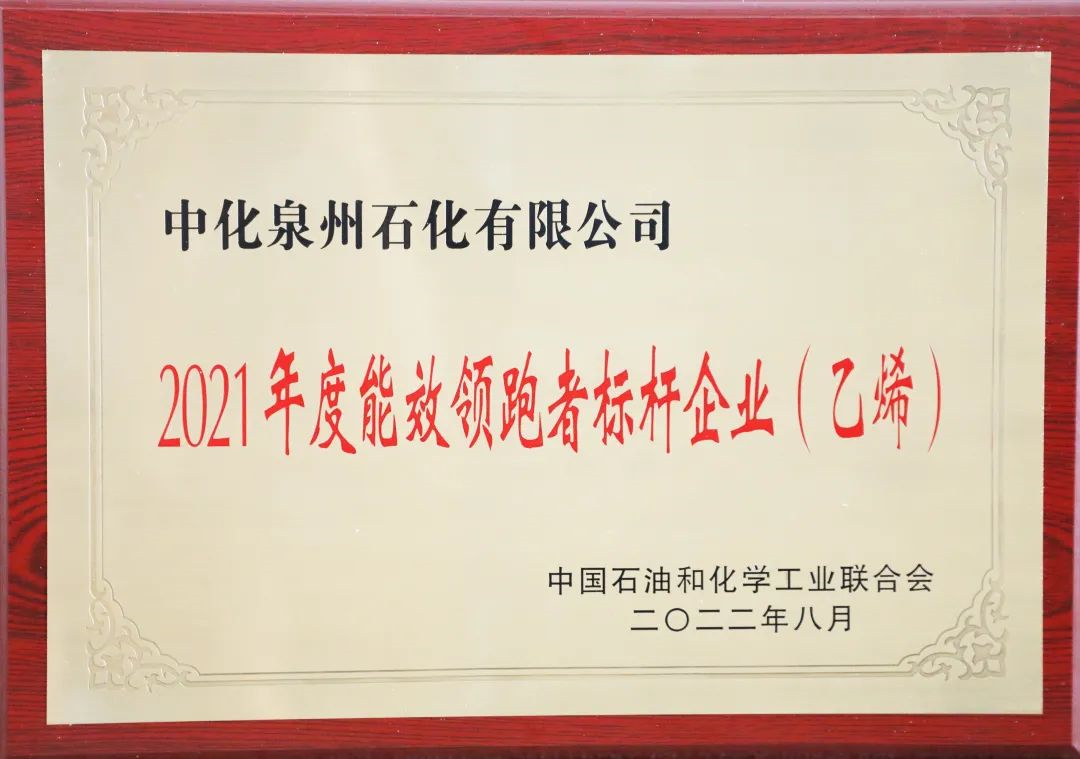 中化泉州石化有限公司
2021年度能效领跑者标杆企业（乙烯）
中国石油和化学工业联合会
二〇二二年八月